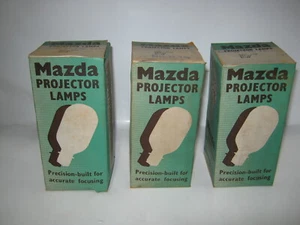 Mazda
PROJECTOR
LAMPS
Precision-built for
accurate focusing
Mazda
PROJECTOR
LAMPS
Precision-built for
accurate focusing
Mazda
PROJECTOR
LAMPS
Precision-built for
accurate focusing